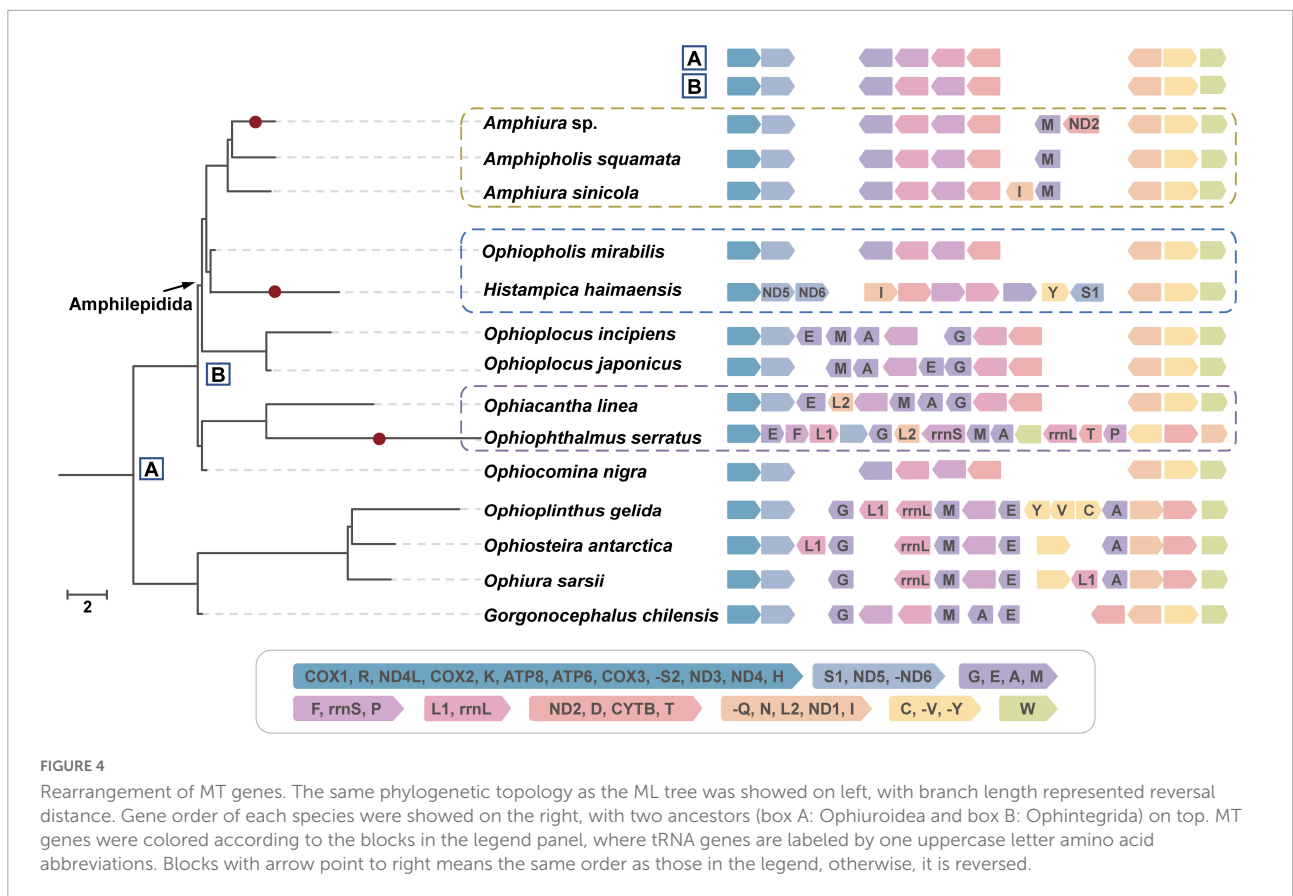 A
B
Amphiura sp. M ND2
Amphipholis squamata M
Amphiura sinicola I M
Ophiopholis mirabilis
Histampica haimaensis ND5 ND6 I Y S1
Amphilepidida
Ophioplocus incipiens E M A G
Ophioplocus japonicus M A E G
B
Ophiacantha linea E L2 M A G
Ophiophthalmus serratus E F L1 G L2 rrnS M A rrnL T P
A
Ophiocomina nigra
Ophioplinthus gelida G L1 rrnL M E Y V C A
Ophiosteira antarctica L1 G rrnL M E A
Ophiura sarsii G rrnL M E L1 A
2
Gorgonocephalus chilensis G M A E
COX1, R, ND4L, COX2, K, ATP8, ATP6, COX3, -S2, ND3, ND4, H S1, ND5, -ND6 G, E, A, M
F, rrnS, P L1, rrnL ND2, D, CYTB, T -Q, N, L2, ND1, I C, -V, -Y W
FIGURE 4
Rearrangement of MT genes. The same phylogenetic topology as the ML tree was showed on left, with branch length represented reversal
distance. Gene order of each species were showed on the right, with two ancestors (box A: Ophiuroidea and box B: Ophintegrida) on top. MT
genes were colored according to the blocks in the legend panel, where tRNA genes are labeled by one uppercase letter amino acid
abbreviations. Blocks with arrow point to right means the same order as those in the legend, otherwise, it is reversed.